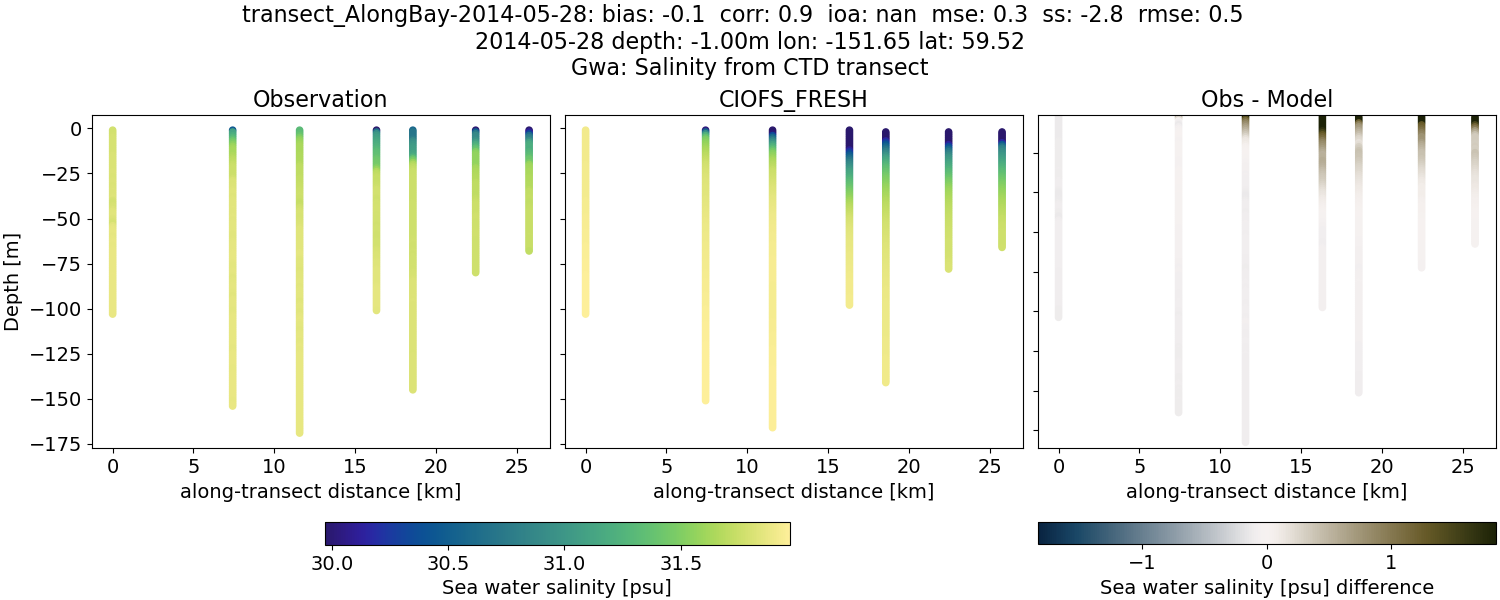 transect_AlongBay-2014-05-28: bias: -0.1  corr: 0.9  ioa: nan  mse: 0.3  ss: -2.8  rmse: 0.5
2014-05-28 depth: -1.00m lon: -151.65 lat: 59.52
Gwa: Salinity from CTD transect
Observation
CIOFS_FRESH
Obs - Model
Depth [m]
0
−25
−50
−75
−100
−125
−150
−175
0 5 10 15 20 25
0 5 10 15 20 25
0 5 10 15 20 25
along-transect distance [km]
along-transect distance [km]
along-transect distance [km]
30.0 30.5 31.0 31.5
Sea water salinity [psu]
−1 0 1
Sea water salinity [psu] difference